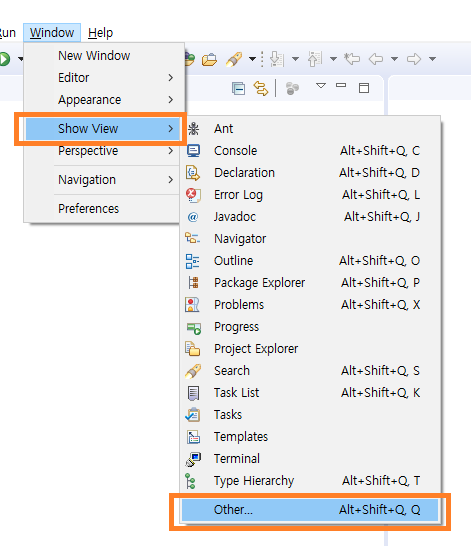 un Window Help
New Window
Editor
Appearance
Show View
Perspective
Navigation
Preferences
Ant
Console Alt+Shift+Q, C
Declaration Alt+Shift+Q, D
Error Log Alt+Shift+Q, L
Javadoc Alt+Shift+Q, J
Navigator
Outline Alt+Shift+Q, O
Package Explorer Alt+Shift+Q, P
Problems Alt+Shift+Q, X
Progress
Project Explorer
Search Alt+Shift+Q, S
Task List Alt+Shift+Q, K
Tasks
Templates
Terminal
Type Hierarchy Alt+Shift+Q, T
Other... Alt+Shift+Q, Q